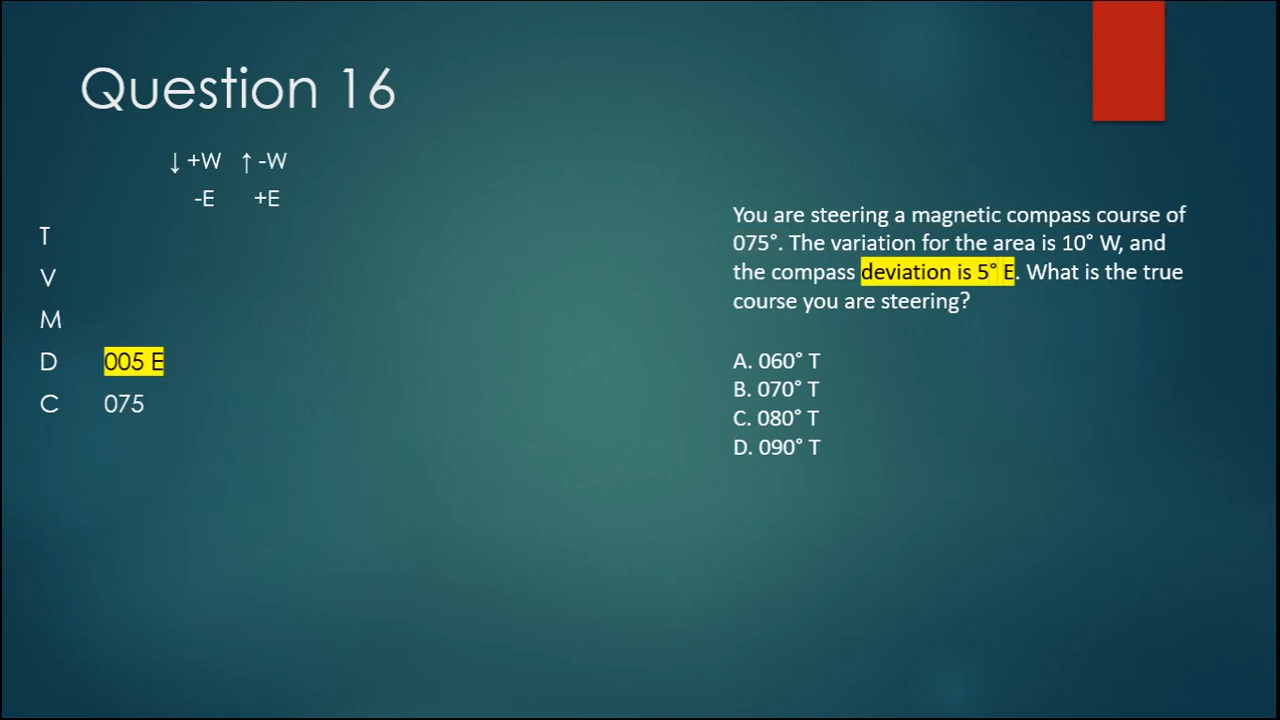 Question 16
↓ +W ↑ -W
-E +E
T
V
M
D 005 E
C 075
You are steering a magnetic compass course of
075°. The variation for the area is 10° W, and
the compass deviation is 5° E. What is the true
course you are steering?
A. 060° T
B. 070° T
C. 080° T
D. 090° T